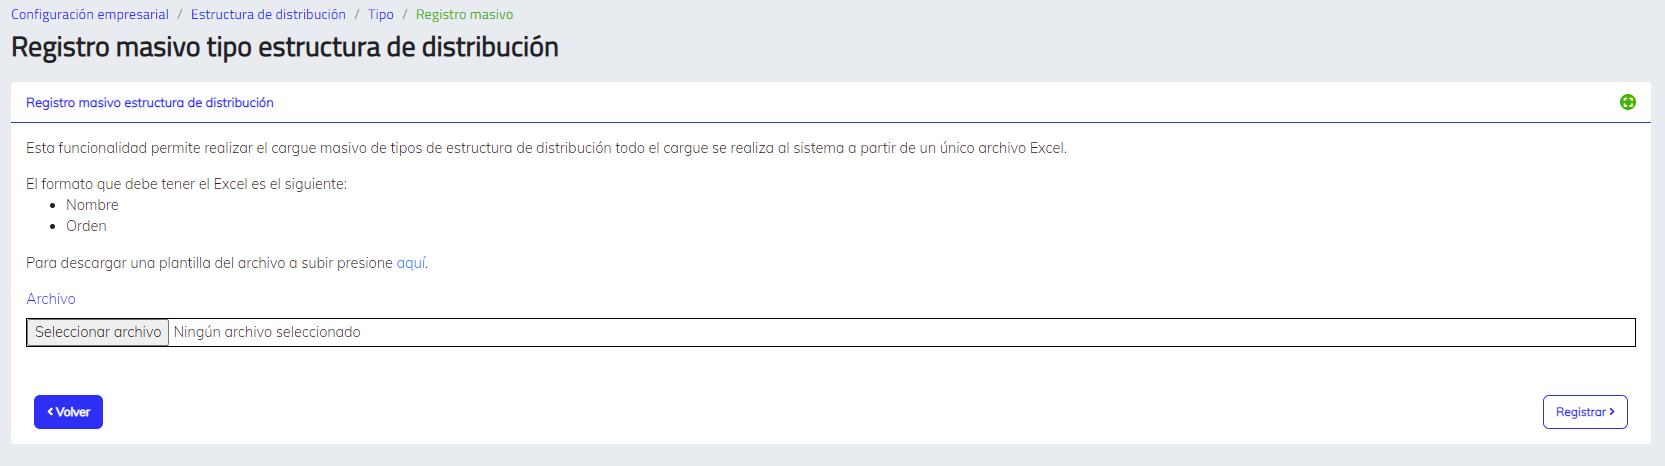 Configuración empresarial / Estructura de distribución / Tipo / Registro masivo
Registro masivo tipo estructura de distribución
Registro masivo estructura de distribución
Esta funcionalidad permite realizar el cargue masivo de tipos de estructura de distribución todo el cargue se realiza al sistema a partir de un único archivo Excel.
El formato que debe tener el Excel es el siguiente:
• Nombre
• Orden
Para descargar una plantilla del archivo a subir presione aquí.
Archivo
Seleccionar archivo Ningún archivo seleccionado
Volver Registrar